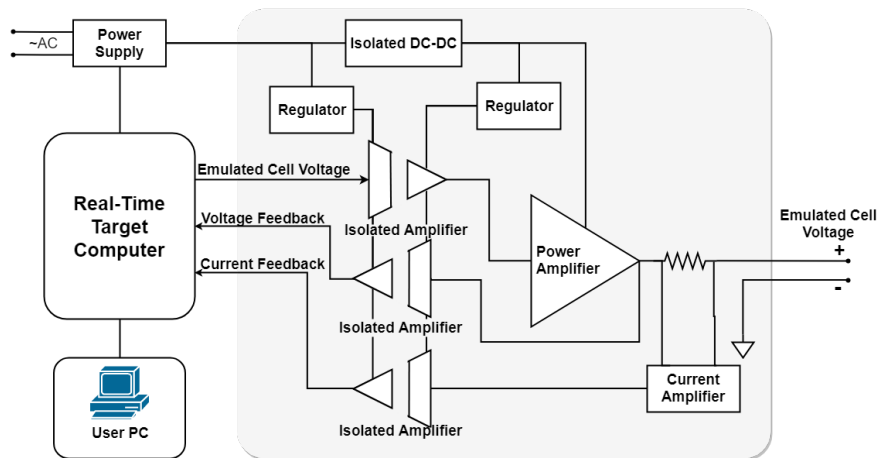 ~AC
Power
Supply
Isolated DC-DC
Regulator
Regulator
Emulated Cell Voltage
Real-Time
Target
Computer
Voltage Feedback
Current Feedback
Isolated Amplifier
Power
Amplifier
Emulated Cell
Voltage
+
-
Isolated Amplifier
Current
Amplifier
Isolated Amplifier
User PC